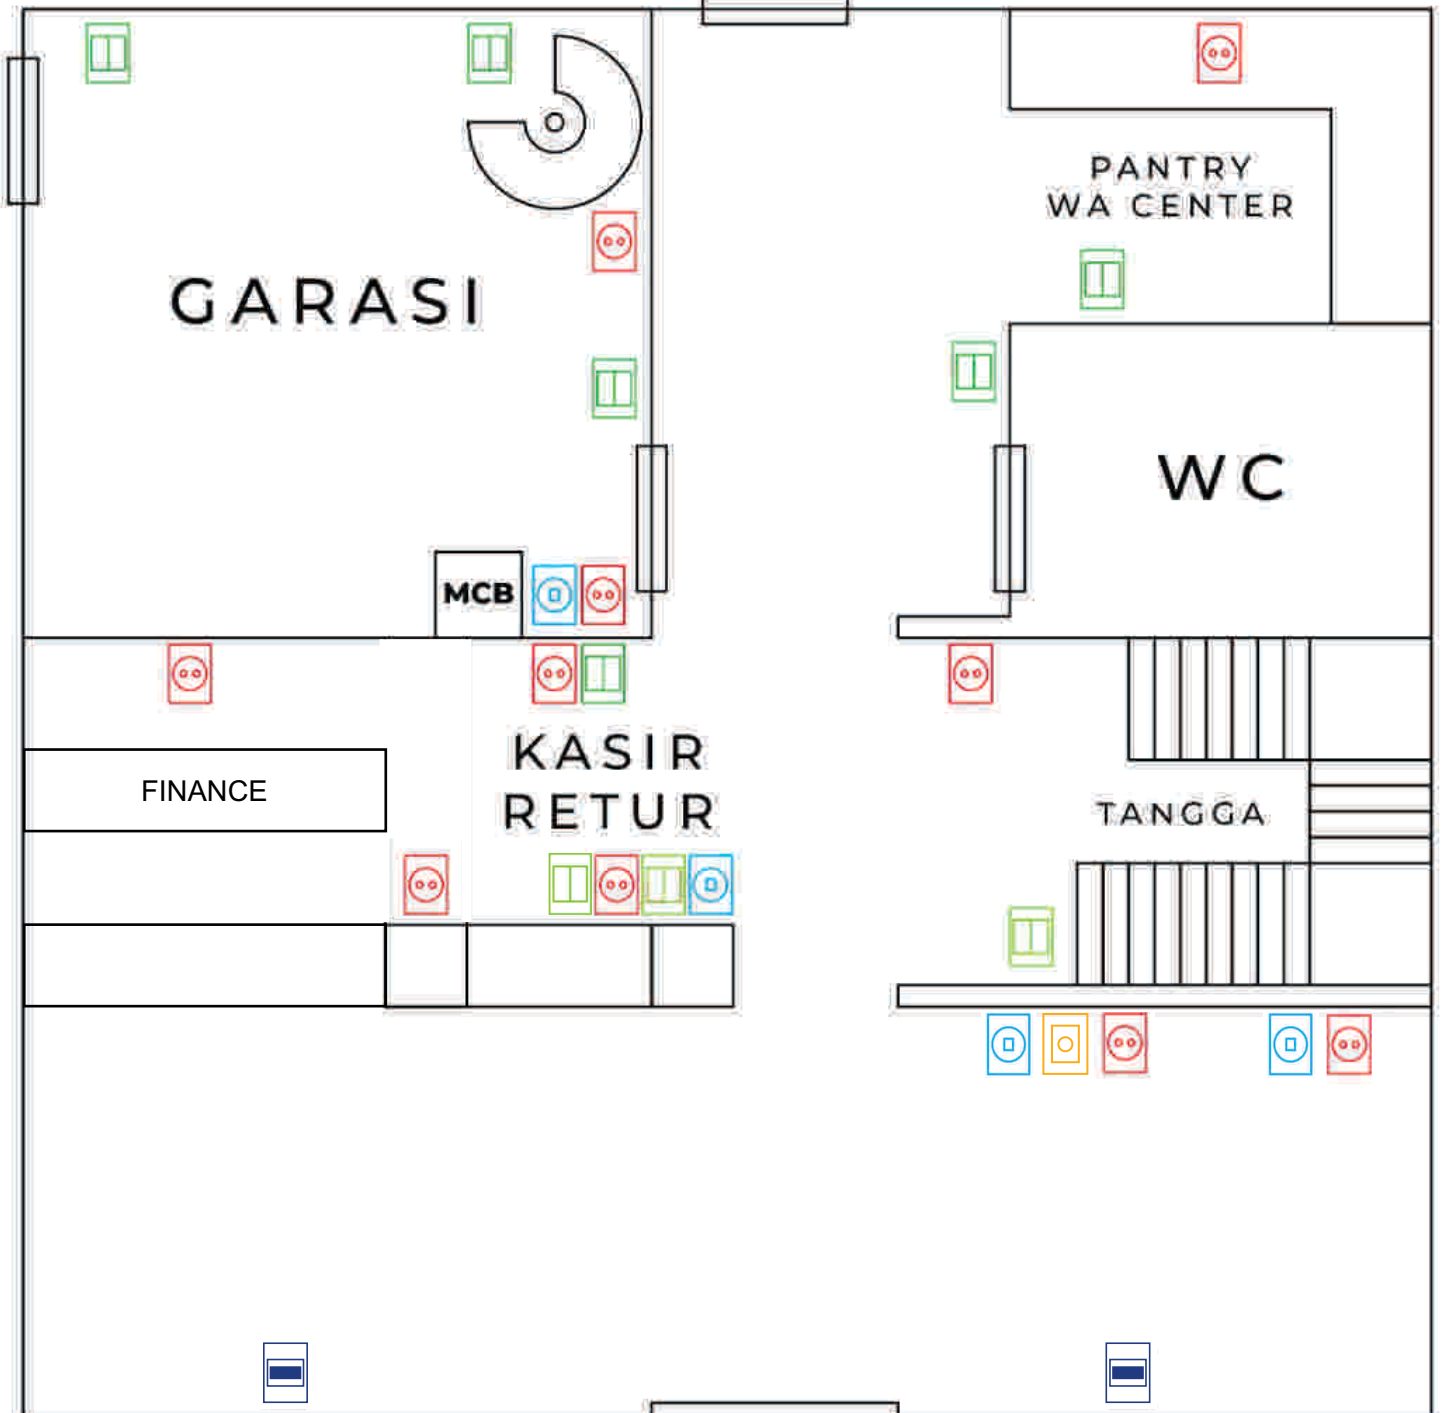 PANTRY
WA CENTER
GARASI
WC
MCB
KASIR
RETUR
FINANCE
TANGGA